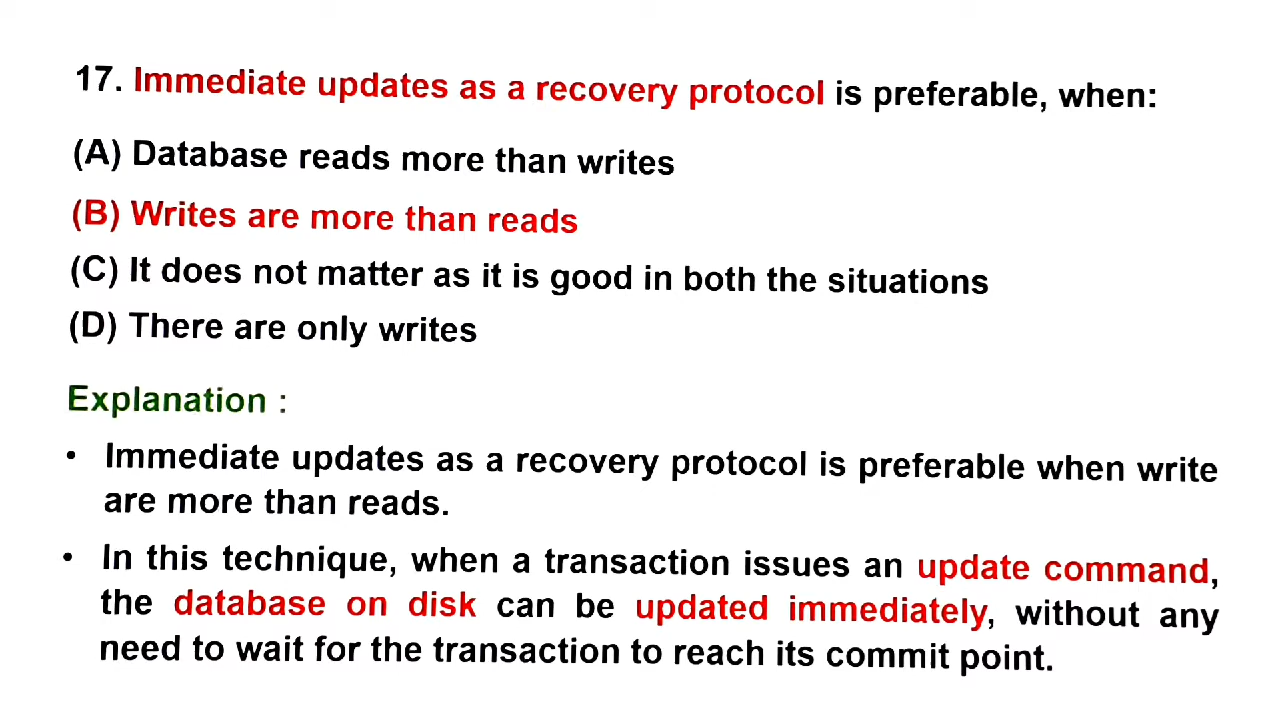 17. Immediate updates as a recovery protocol is preferable, when:
(A) Database reads more than writes
(B) Writes are more than reads
(C) It does not matter as it is good in both the situations
(D) There are only writes
Explanation :
• Immediate updates as a recovery protocol is preferable when write
are more than reads.
• In this technique, when a transaction issues an update command,
the database on disk can be updated immediately, without any
need to wait for the transaction to reach its commit point.